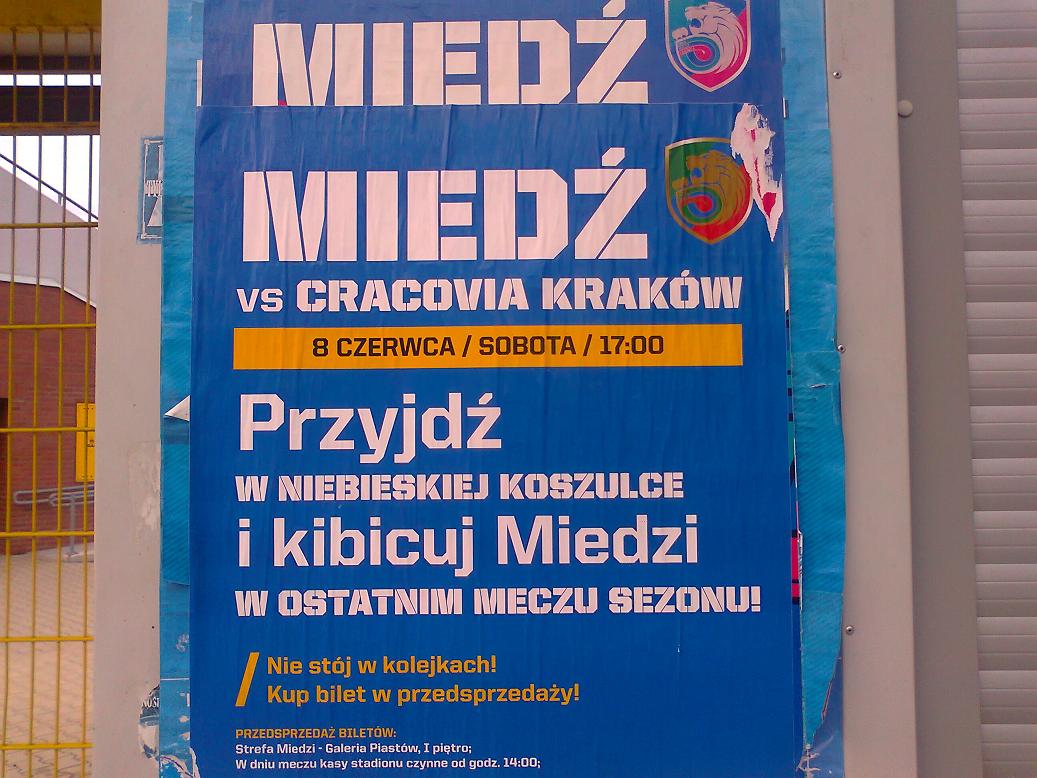 MIEDŹ
MIEDŹ
VS CRACOVIA KRAKÓW
8 CZERWCA / SOBOTA / 17:00
Przyjdź
W NIEBIESKIEJ KOSZULCE
i kibicuj Miedzi
W OSTATNIM MECZU SEZONU!
Nie stój w kolejkach!
Kup bilet w przedsprzedaży!
PRZEDSPRZEDAŻ BILETÓW:
Strefa Miedzi - Galeria Piastów, I piętro;
W dniu meczu kasy stadionu czynne od godz. 14:00;